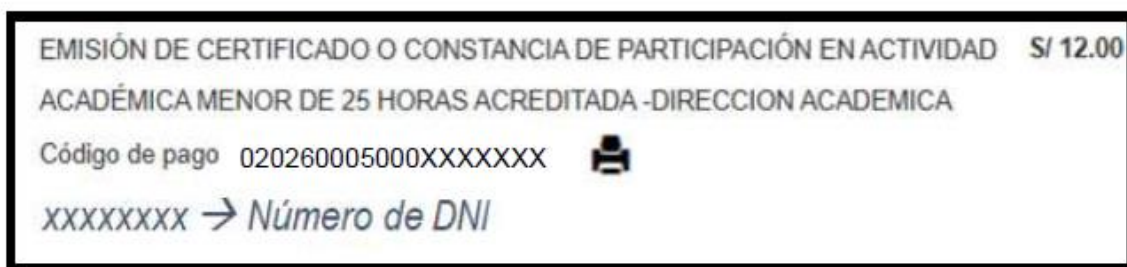 EMISIÓN DE CERTIFICADO O CONSTANCIA DE PARTICIPACIÓN EN ACTIVIDAD S/ 12.00
ACADÉMICA MENOR DE 25 HORAS ACREDITADA -DIRECCION ACADEMICA
Código de pago 020260005000XXXXXXX
xxxxxxxx → Número de DNI